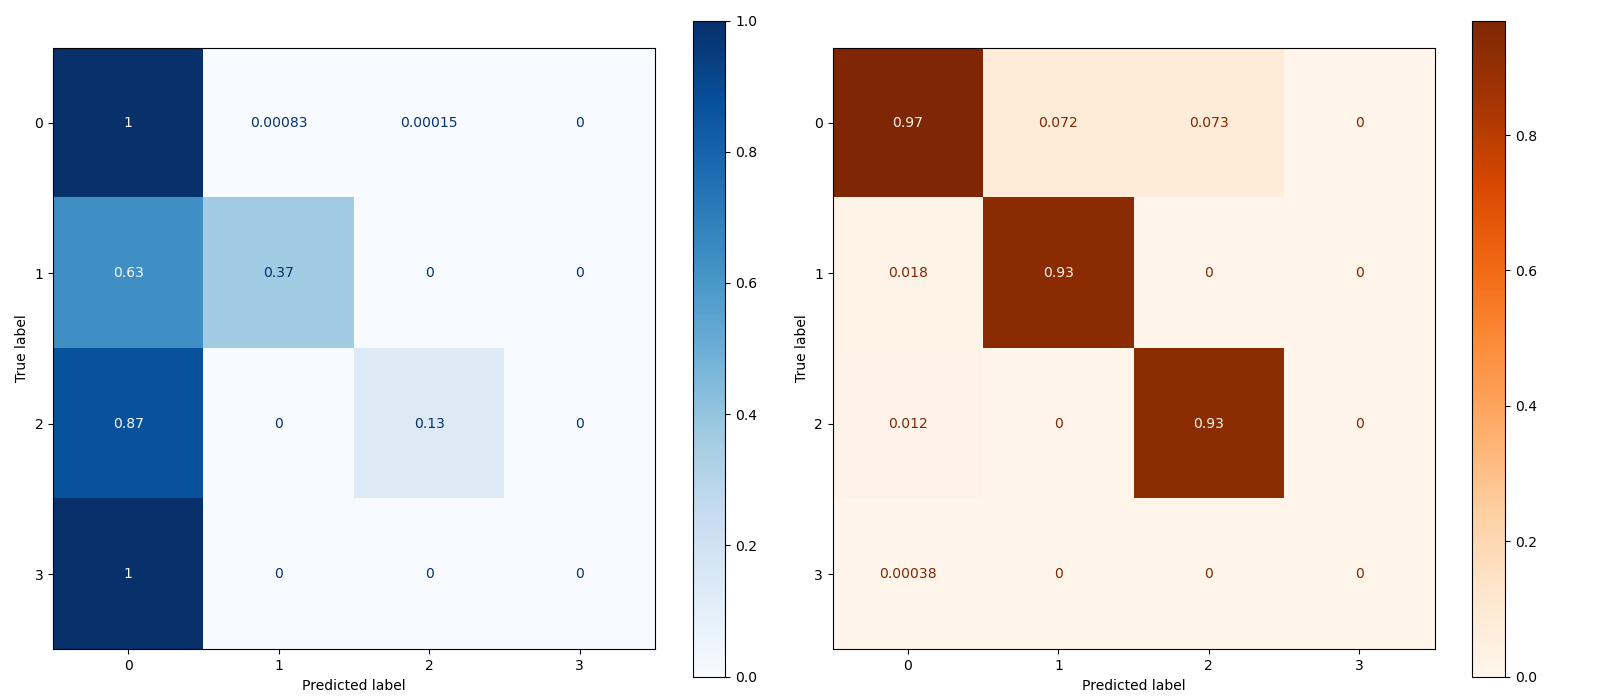 1.0
0 1 0.00083 0.00015 0
0.8
1 0.63 0.37 0 0
0.6
True label
0.4
2 0.87 0 0.13 0
0.2
3 1 0 0 0
0.0
0 1 2 3
Predicted label
0 0.97 0.072 0.073 0
0.8
1 0.018 0.93 0 0
0.6
True label
0.4
2 0.012 0 0.93 0
0.2
3 0.00038 0 0 0
0.0
0 1 2 3
Predicted label